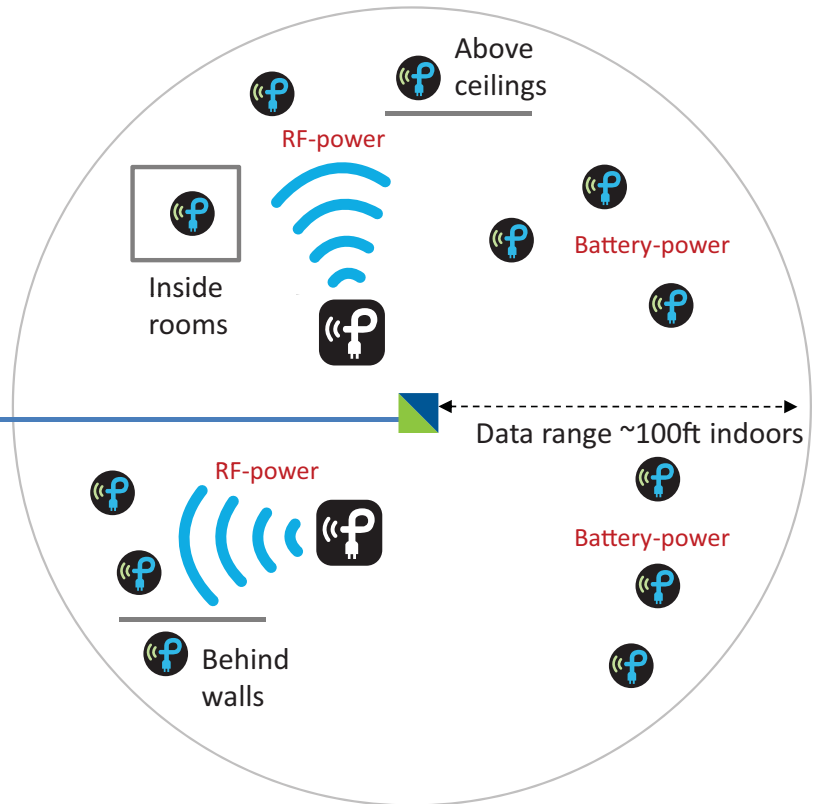 Above
ceilings
RF-power
Battery-power
Inside
rooms
Data range ~100ft indoors
RF-power
Battery-power
Behind
walls